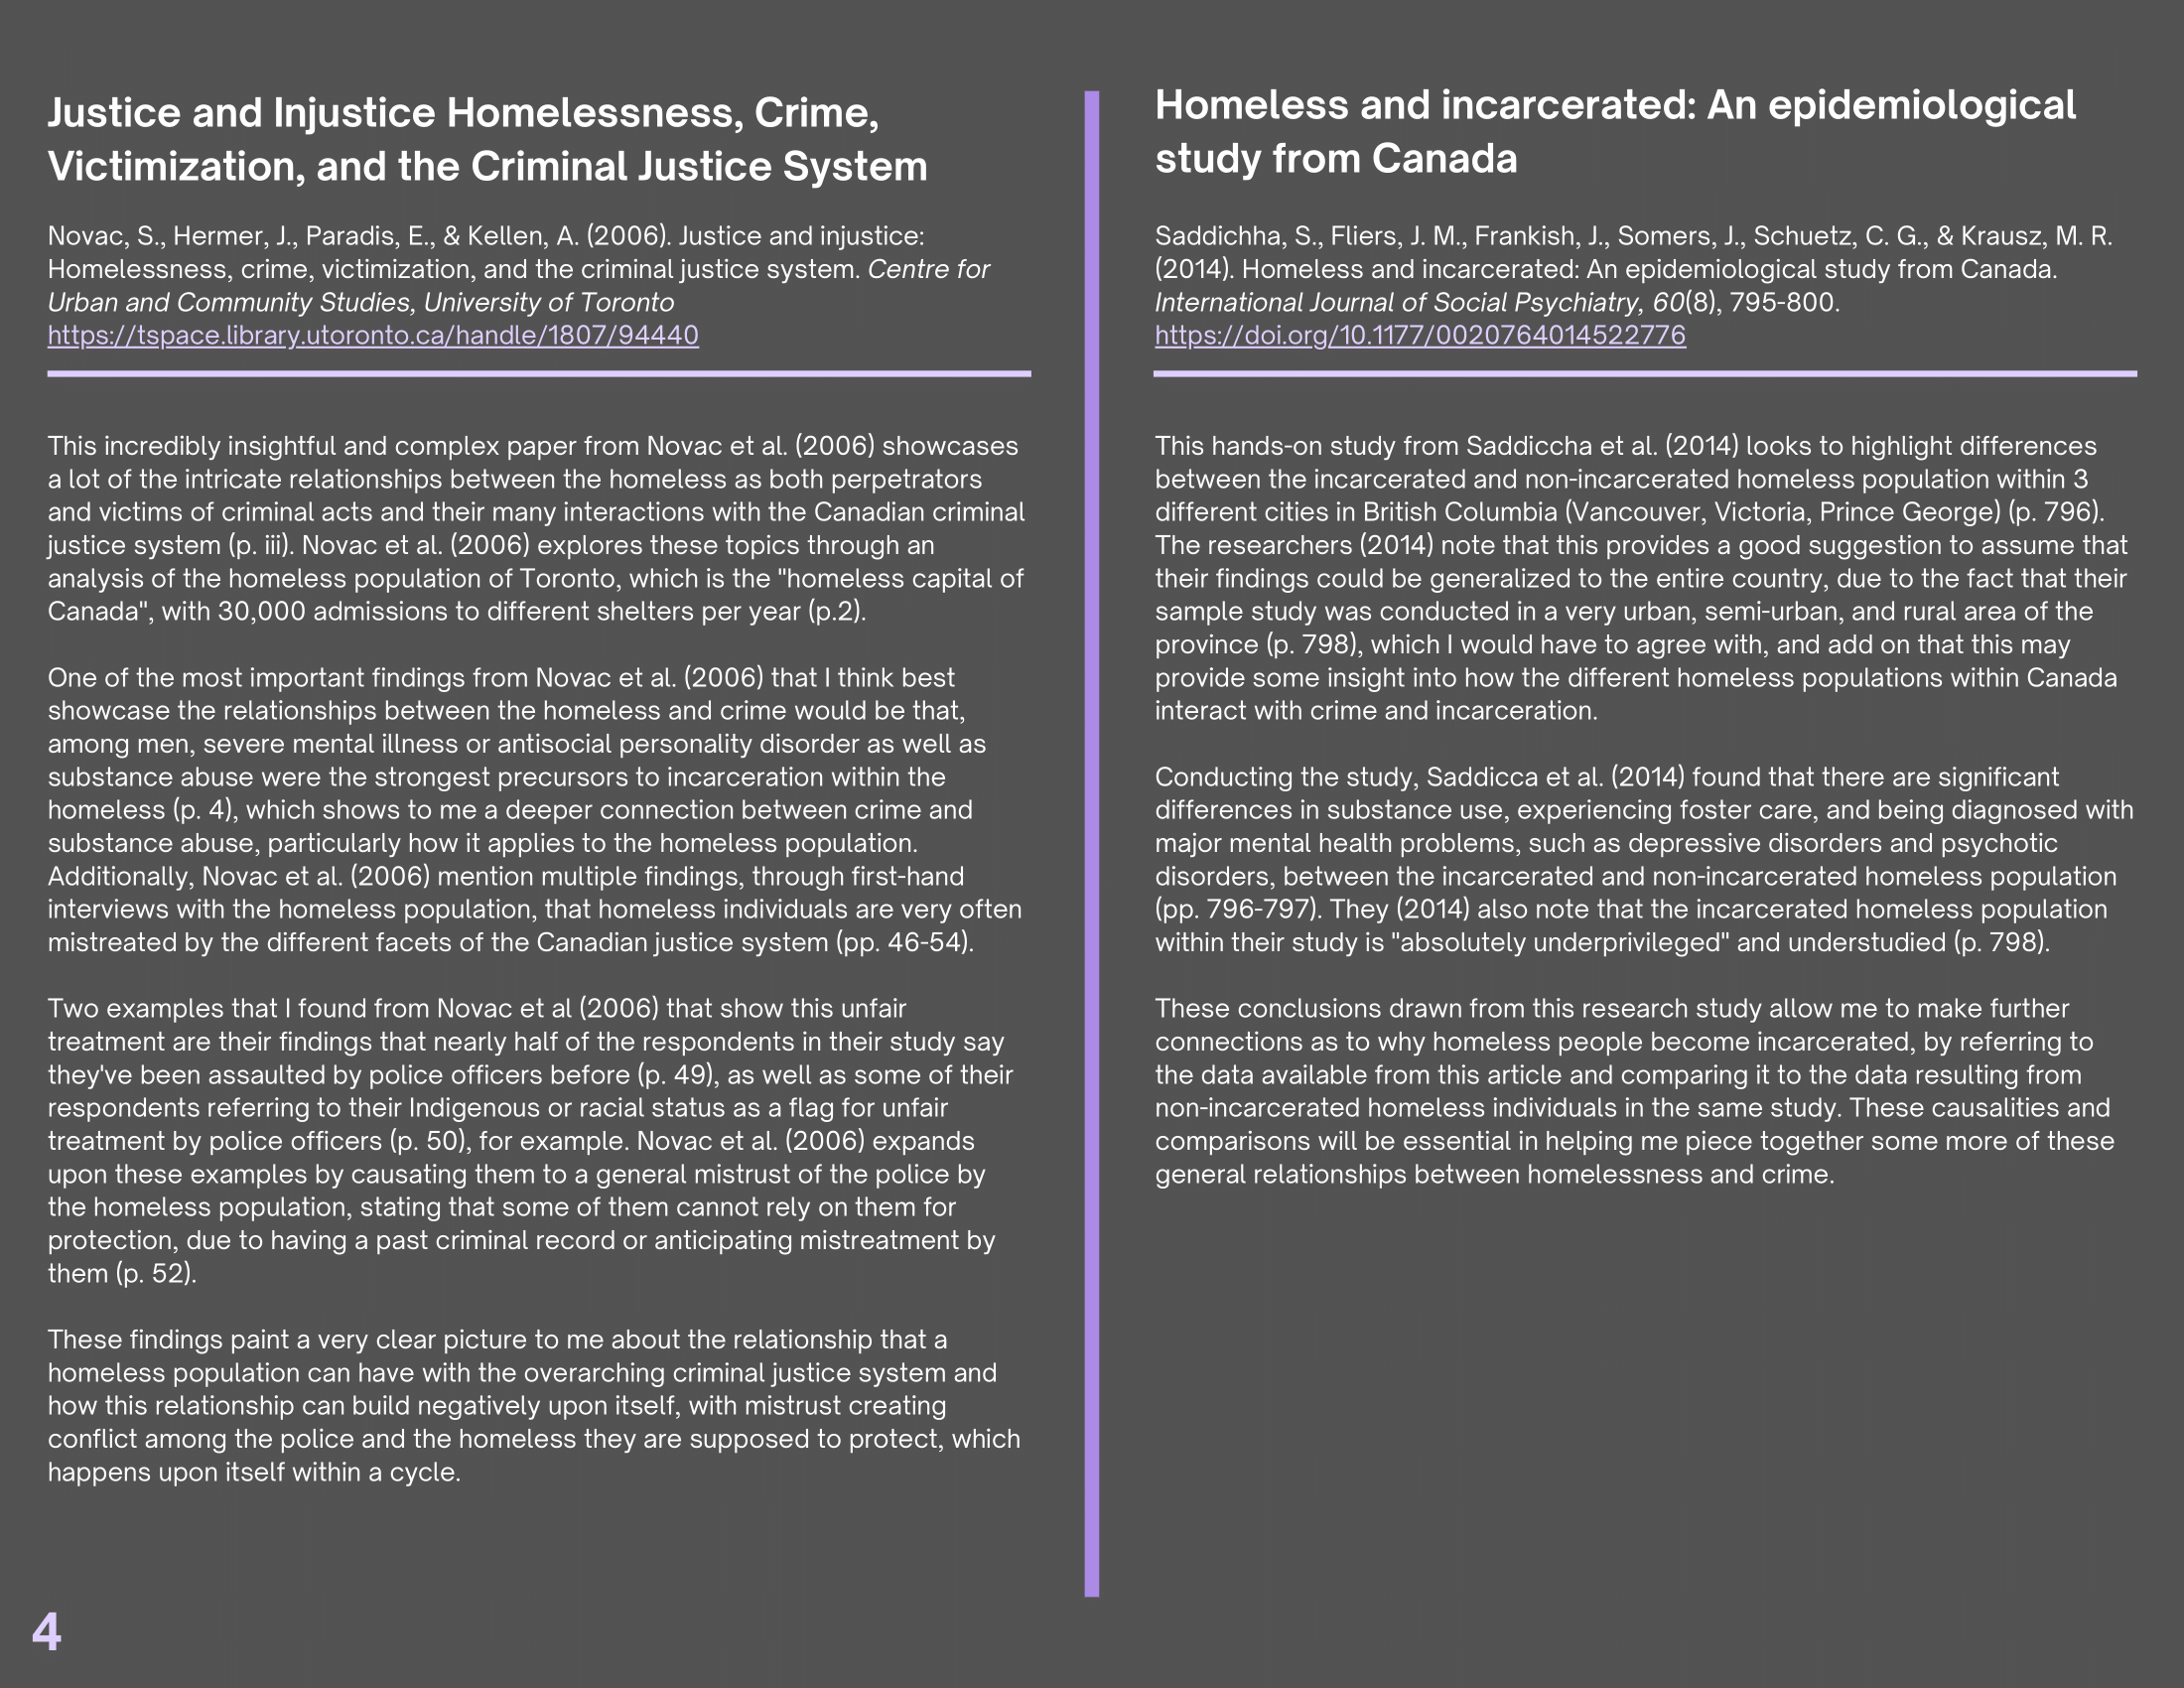 Justice and Injustice Homelessness, Crime,
Victimization, and the Criminal Justice System
Novac, S., Hermer, J., Paradis, E., & Kellen, A. (2006). Justice and injustice:
Homelessness, crime, victimization, and the criminal justice system. Centre for
Urban and Community Studies, University of Toronto
https://tspace.library.utoronto.ca/handle/1807/94440
This incredibly insightful and complex paper from Novac et al. (2006) showcases
a lot of the intricate relationships between the homeless as both perpetrators
and victims of criminal acts and their many interactions with the Canadian criminal
justice system (p. iii). Novac et al. (2006) explores these topics through an
analysis of the homeless population of Toronto, which is the "homeless capital of
Canada", with 30,000 admissions to different shelters per year (p.2).
One of the most important findings from Novac et al. (2006) that I think best
showcase the relationships between the homeless and crime would be that,
among men, severe mental illness or antisocial personality disorder as well as
substance abuse were the strongest precursors to incarceration within the
homeless (p. 4), which shows to me a deeper connection between crime and
substance abuse, particularly how it applies to the homeless population.
Additionally, Novac et al. (2006) mention multiple findings, through first-hand
interviews with the homeless population, that homeless individuals are very often
mistreated by the different facets of the Canadian justice system (pp. 46-54).
Two examples that I found from Novac et al (2006) that show this unfair
treatment are their findings that nearly half of the respondents in their study say
they've been assaulted by police officers before (p. 49), as well as some of their
respondents referring to their Indigenous or racial status as a flag for unfair
treatment by police officers (p. 50), for example. Novac et al. (2006) expands
upon these examples by causating them to a general mistrust of the police by
the homeless population, stating that some of them cannot rely on them for
protection, due to having a past criminal record or anticipating mistreatment by
them (p. 52).
These findings paint a very clear picture to me about the relationship that a
homeless population can have with the overarching criminal justice system and
how this relationship can build negatively upon itself, with mistrust creating
conflict among the police and the homeless they are supposed to protect, which
happens upon itself within a cycle.
Homeless and incarcerated: An epidemiological
study from Canada
Saddichha, S., Fliers, J. M., Frankish, J., Somers, J., Schuetz, C. G., & Krausz, M. R.
(2014). Homeless and incarcerated: An epidemiological study from Canada.
International Journal of Social Psychiatry, 60(8), 795-800.
https://doi.org/10.1177/0020764014522776
This hands-on study from Saddiccha et al. (2014) looks to highlight differences
between the incarcerated and non-incarcerated homeless population within 3
different cities in British Columbia (Vancouver, Victoria, Prince George) (p. 796).
The researchers (2014) note that this provides a good suggestion to assume that
their findings could be generalized to the entire country, due to the fact that their
sample study was conducted in a very urban, semi-urban, and rural area of the
province (p. 798), which I would have to agree with, and add on that this may
provide some insight into how the different homeless populations within Canada
interact with crime and incarceration.
Conducting the study, Saddicca et al. (2014) found that there are significant
differences in substance use, experiencing foster care, and being diagnosed with
major mental health problems, such as depressive disorders and psychotic
disorders, between the incarcerated and non-incarcerated homeless population
(pp. 796-797). They (2014) also note that the incarcerated homeless population
within their study is "absolutely underprivileged" and understudied (p. 798).
These conclusions drawn from this research study allow me to make further
connections as to why homeless people become incarcerated, by referring to
the data available from this article and comparing it to the data resulting from
non-incarcerated homeless individuals in the same study. These causalities and
comparisons will be essential in helping me piece together some more of these
general relationships between homelessness and crime.
4